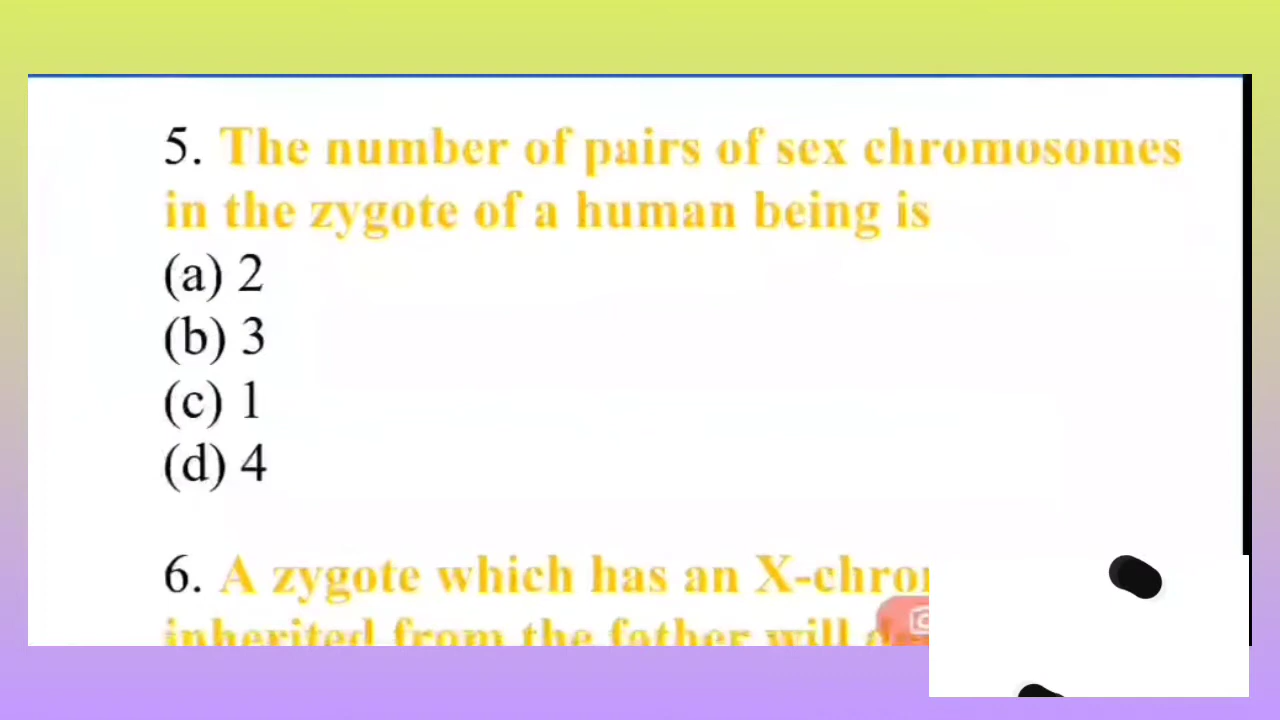 5. The number of pairs of sex chromosomes
in the zygote of a human being is
(a) 2
(b) 3
(c) 1
(d) 4
6. A zygote which has an
inherited from the father will